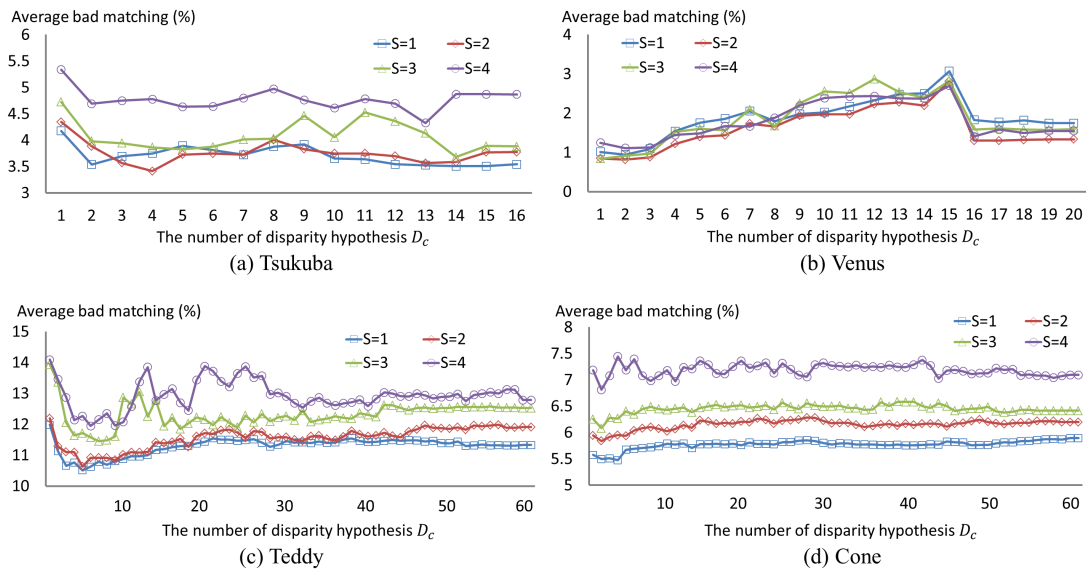 Average bad matching (%)
6
5.5
5
4.5
4
3.5
3
S=1 S=2
S=3 S=4
1 2 3 4 5 6 7 8 9 10 11 12 13 14 15 16
The number of disparity hypothesis D_c
(a) Tsukuba
Average bad matching (%)
4
3
2
1
0
S=1 S=2
S=3 S=4
1 2 3 4 5 6 7 8 9 10 11 12 13 14 15 16 17 18 19 20
The number of disparity hypothesis D_c
(b) Venus
Average bad matching (%)
15
14
13
12
11
10
S=1 S=2
S=3 S=4
10 20 30 40 50 60
The number of disparity hypothesis D_c
(c) Teddy
Average bad matching (%)
8
7.5
7
6.5
6
5.5
5
S=1 S=2
S=3 S=4
10 20 30 40 50 60
The number of disparity hypothesis D_c
(d) Cone